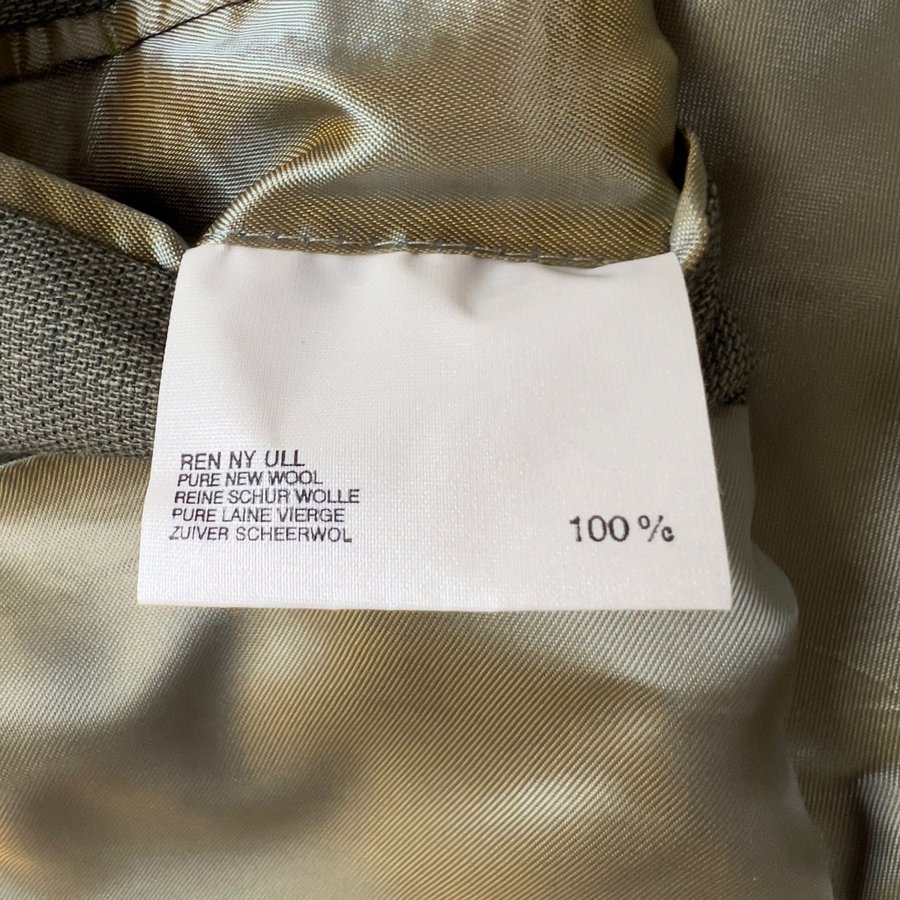 REN NY ULL
PURE NEW WOOL
REINE SCHUR WOLLE
PURE LAINE VIERGE
ZUIVER SCHEERWOL
100 %